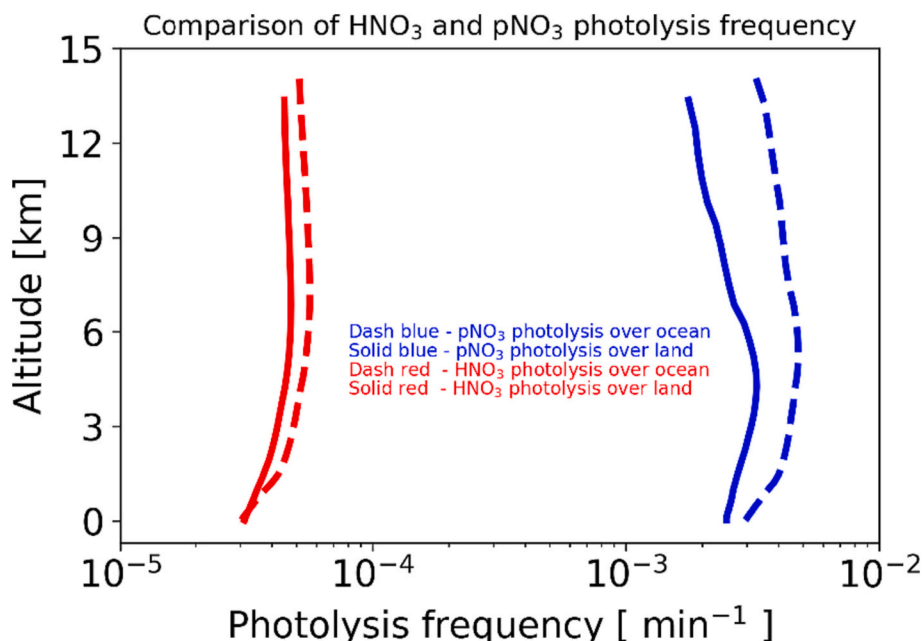 Comparison of HNO₃ and pNO₃ photolysis frequency
15
12
9
6
3
0
Altitude [km]
Dash blue - pNO₃ photolysis over ocean
Solid blue - pNO₃ photolysis over land
Dash red  - HNO₃ photolysis over ocean
Solid red  - HNO₃ photolysis over land
10⁻⁵ 10⁻⁴ 10⁻³ 10⁻²
Photolysis frequency [ min⁻¹ ]